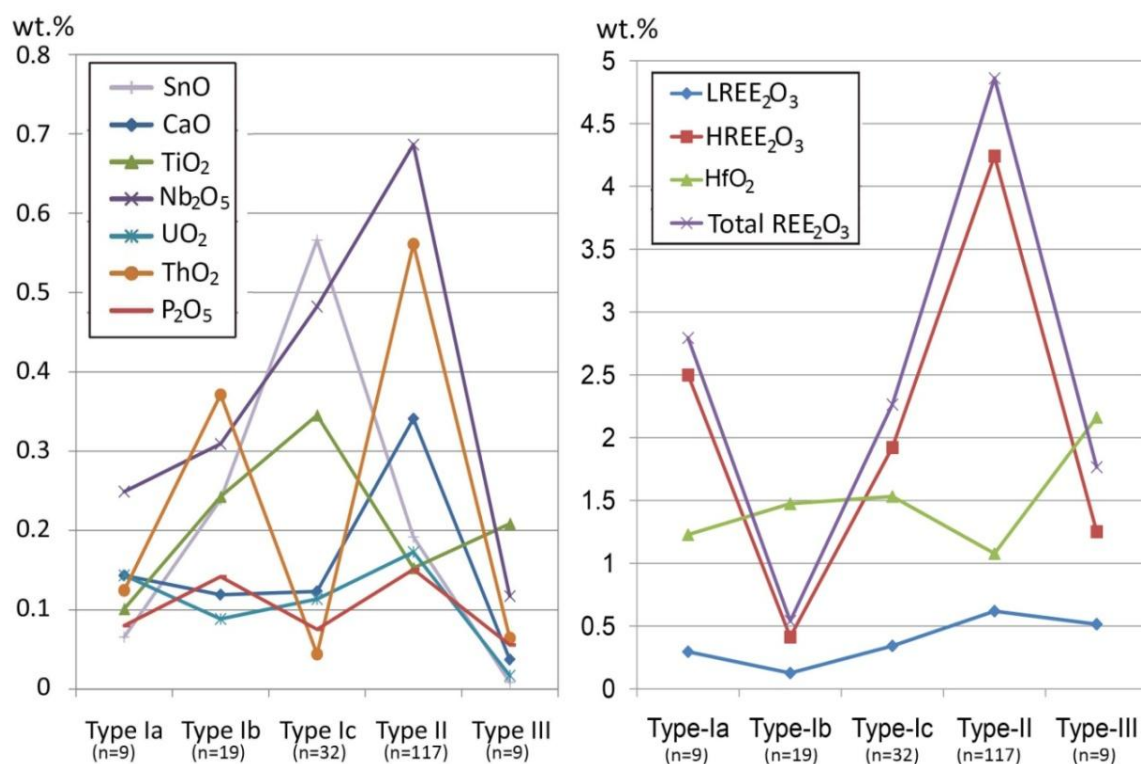 wt.%
0.8
0.7
0.6
0.5
0.4
0.3
0.2
0.1
0
SnO
CaO
TiO₂
Nb₂O₅
UO₂
ThO₂
P₂O₅
Type Ia Type Ib Type Ic Type II Type III
(n=9) (n=19) (n=32) (n=117) (n=9)
wt.%
5
4.5
4
3.5
3
2.5
2
1.5
1
0.5
0
LREE₂O₃
HREE₂O₃
HfO₂
Total REE₂O₃
Type-Ia Type-Ib Type-Ic Type-II Type-III
(n=9) (n=19) (n=32) (n=117) (n=9)